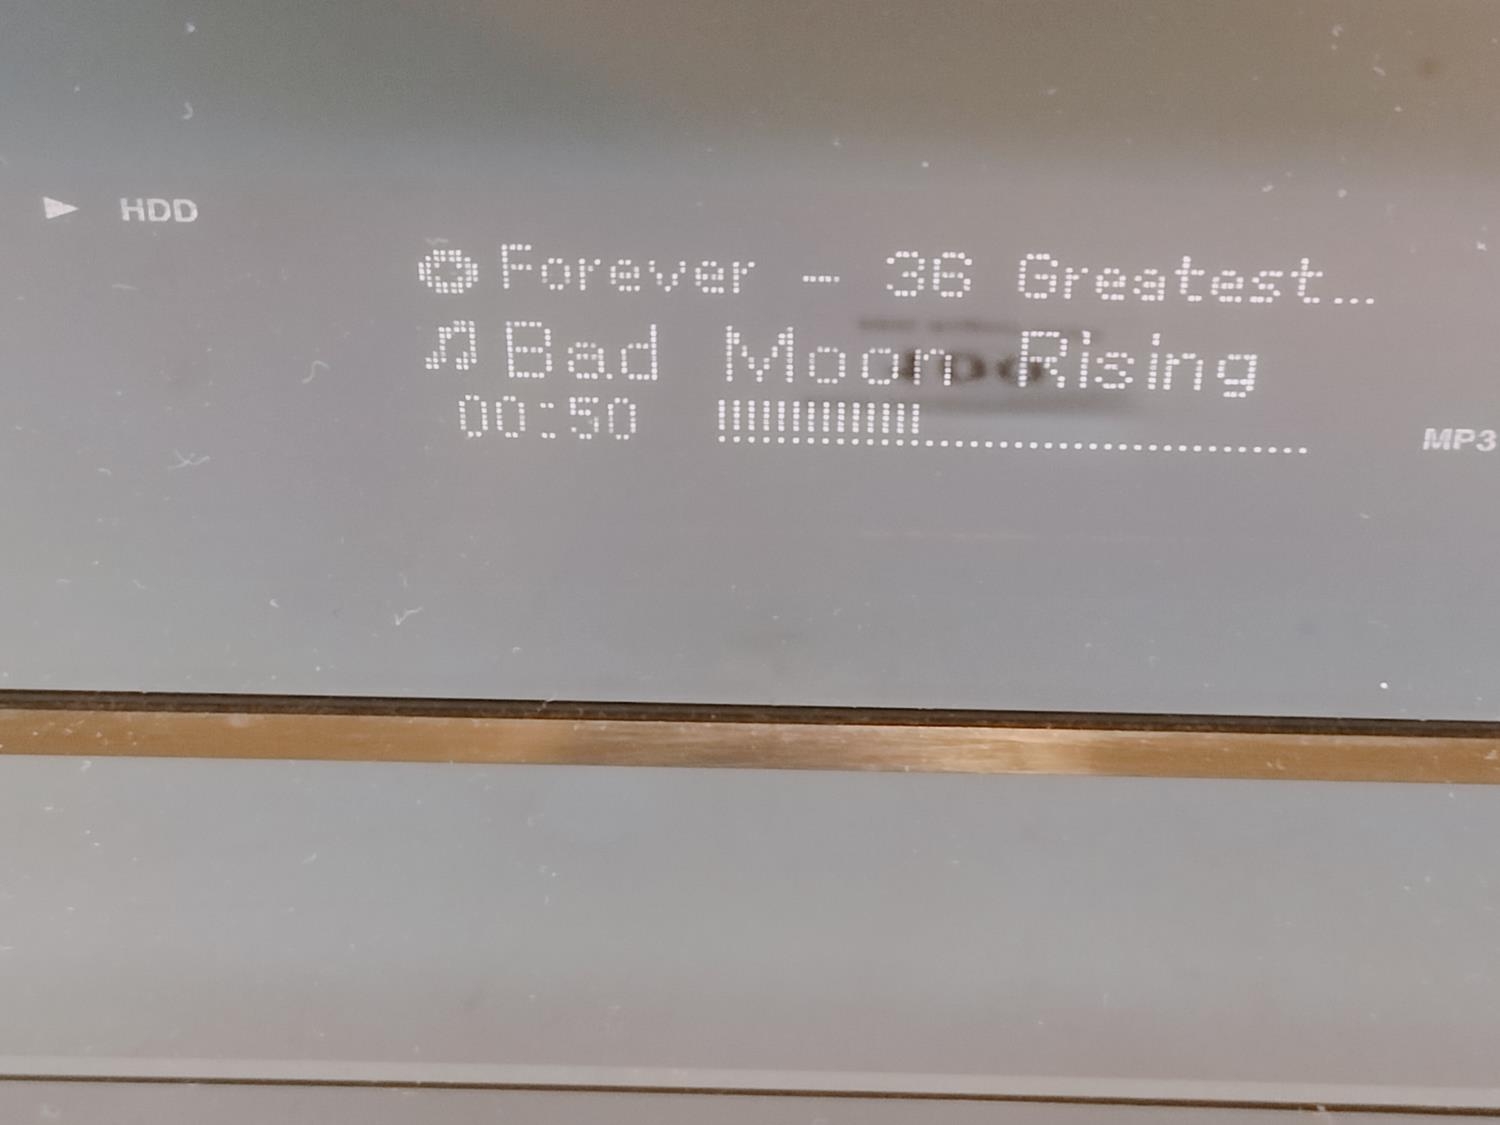 HDD
Forever - 36 Greatest...
Bad Moon Rising
00:50
MP3